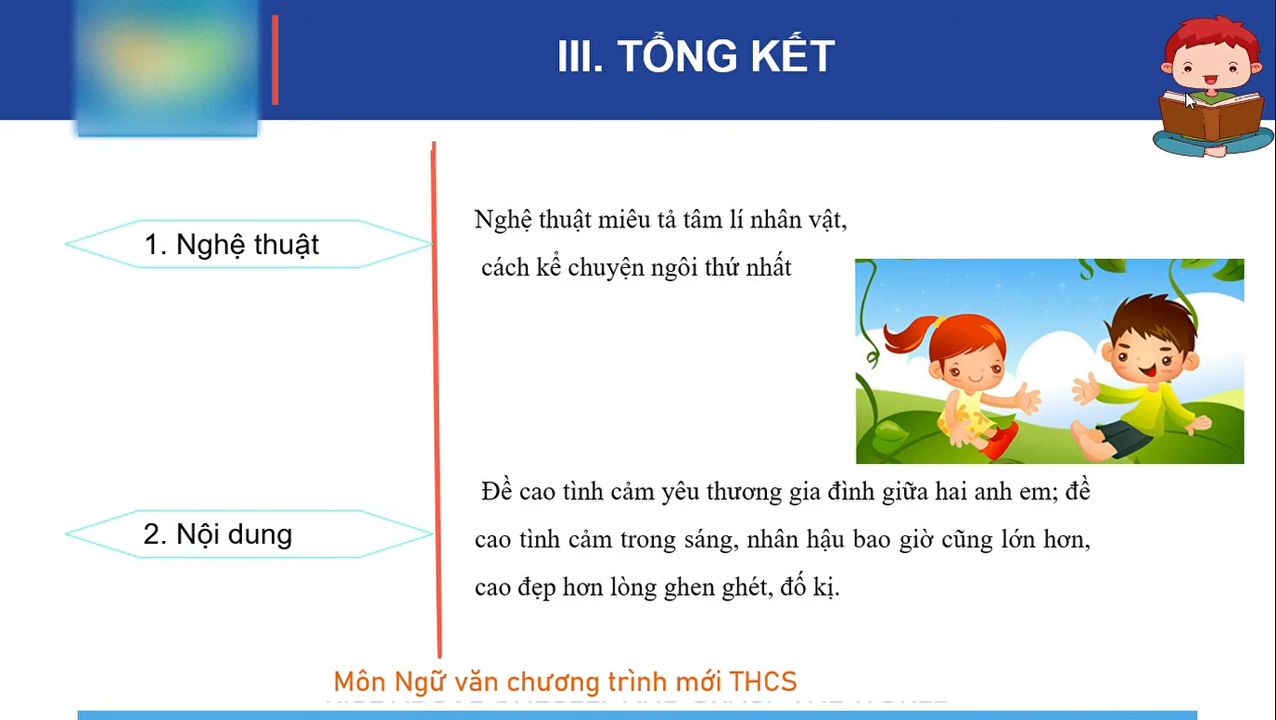 III. TỔNG KẾT
1. Nghệ thuật
Nghệ thuật miêu tả tâm lí nhân vật,
cách kể chuyện ngôi thứ nhất
2. Nội dung
Đề cao tình cảm yêu thương gia đình giữa hai anh em; đề
cao tình cảm trong sáng, nhân hậu bao giờ cũng lớn hơn,
cao đẹp hơn lòng ghen ghét, đố kị.
Môn Ngữ văn chương trình mới THCS